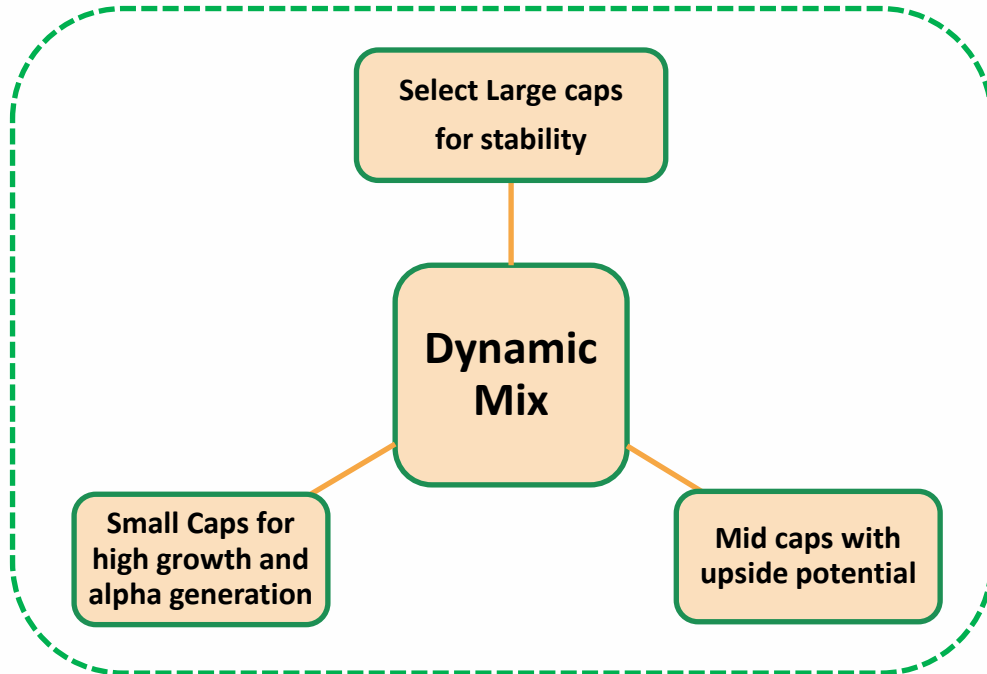 Select Large caps
for stability
Dynamic
Mix
Small Caps for
high growth and
alpha generation
Mid caps with
upside potential